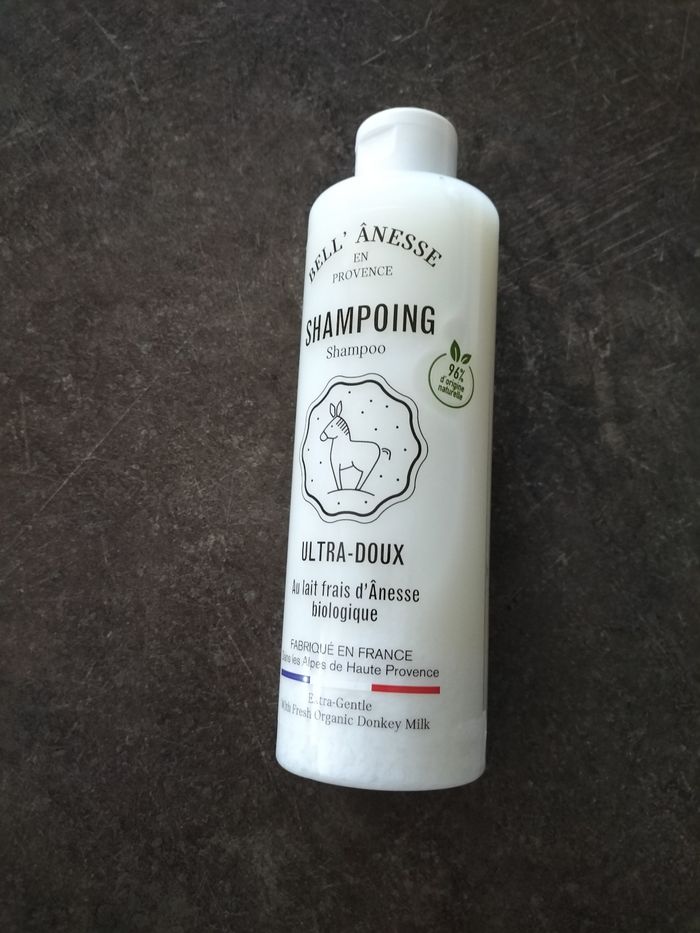 BELL' ÂNESSE
EN
PROVENCE
SHAMPOING
Shampoo
96%
d'origine
naturelle
ULTRA-DOUX
Au lait frais d'Ânesse
biologique
FABRIQUÉ EN FRANCE
Dans les Alpes de Haute Provence
Extra-Gentle
With Fresh Organic Donkey Milk